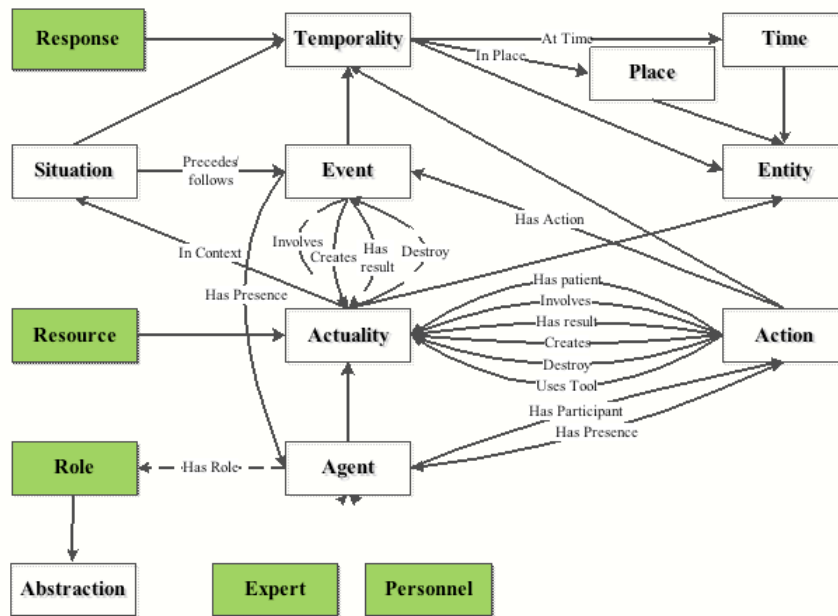 Response
Temporality
At Time
Time
In Place
Place
Situation
Precedes/
follows
Event
Entity
Has Action
Involves
Creates
Has
result
Destroy
In Context
Has Presence
Has patient
Involves
Has result
Creates
Destroy
Uses Tool
Resource
Actuality
Action
Has Participant
Has Presence
Role
Has Role
Agent
Abstraction
Expert
Personnel